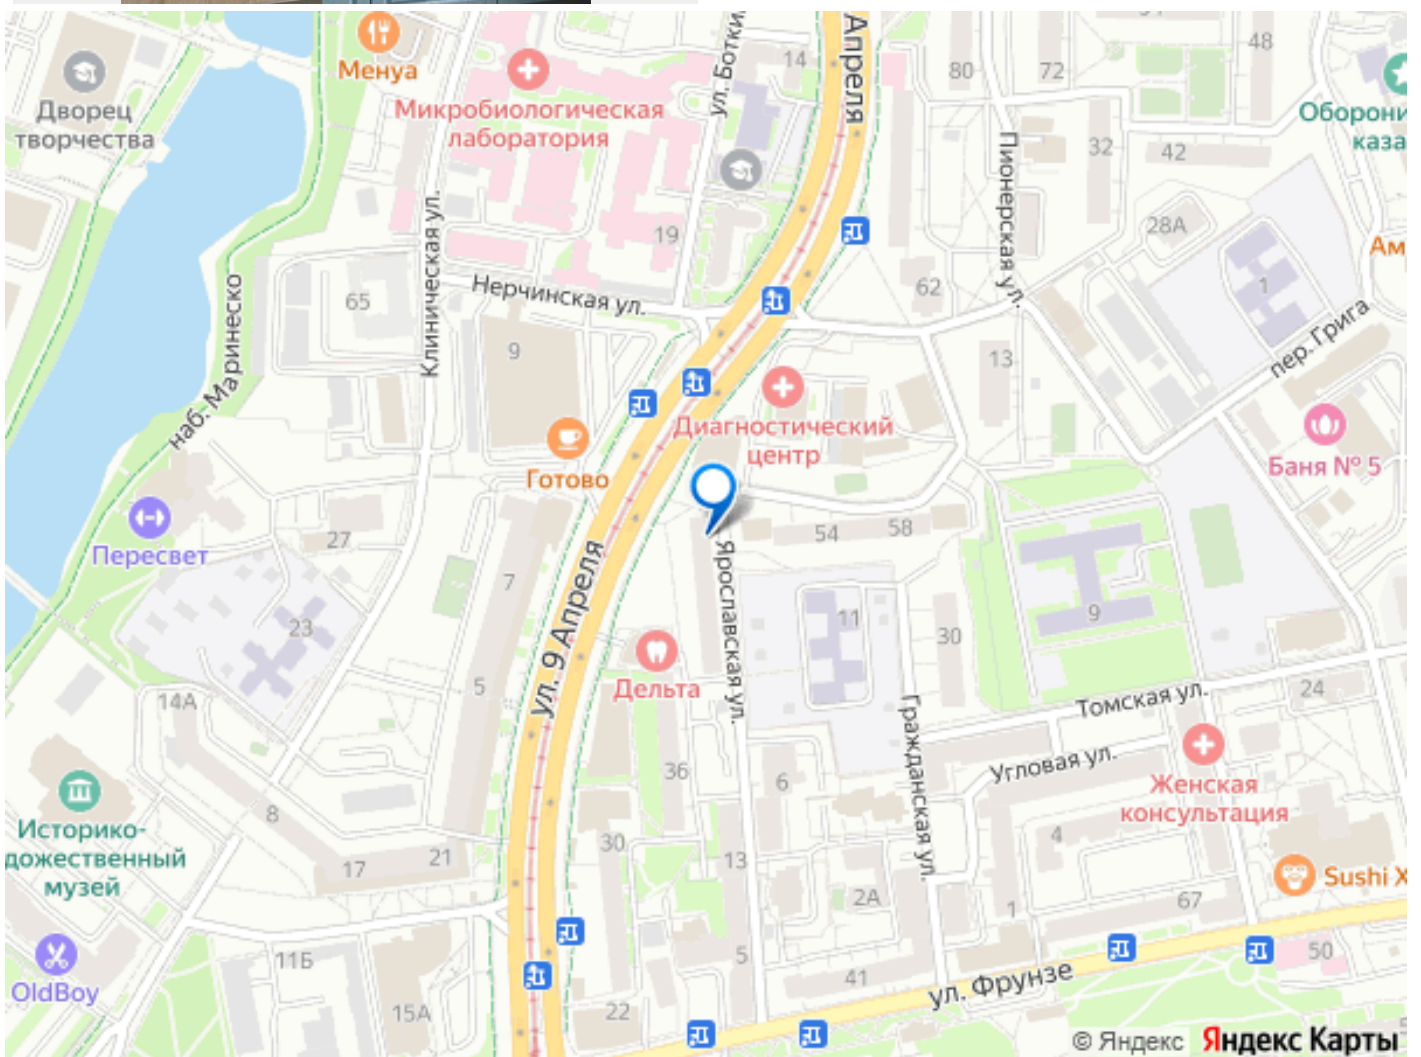 Менуа
Дворец
творчества
Микробиологическая
лаборатория
ул. Ботки
14
Апреля
80
72
48
Оборони
каза
Пионерская ул.
32
42
28А
Ам
19
62
1
Клиническая ул.
Нерчинская ул.
65
наб. Маринеско
9
13
пер. Грига
Диагностический
центр
Готово
Баня № 5
Пересвет
27
7
54
58
ул. 9 Апреля
Ярославская ул.
11
9
23
30
5
Дельта
14А
Гражданская ул.
Томская ул.
24
Угловая ул.
Женская
консультация
36
6
Историко-
дожественный
музей
8
17
21
30
13
4
2А
Sushi X
1
67
OldBoy
11Б
5
41
50
15А
22
ул. Фрунзе
© Яндекс Яндекс Карты